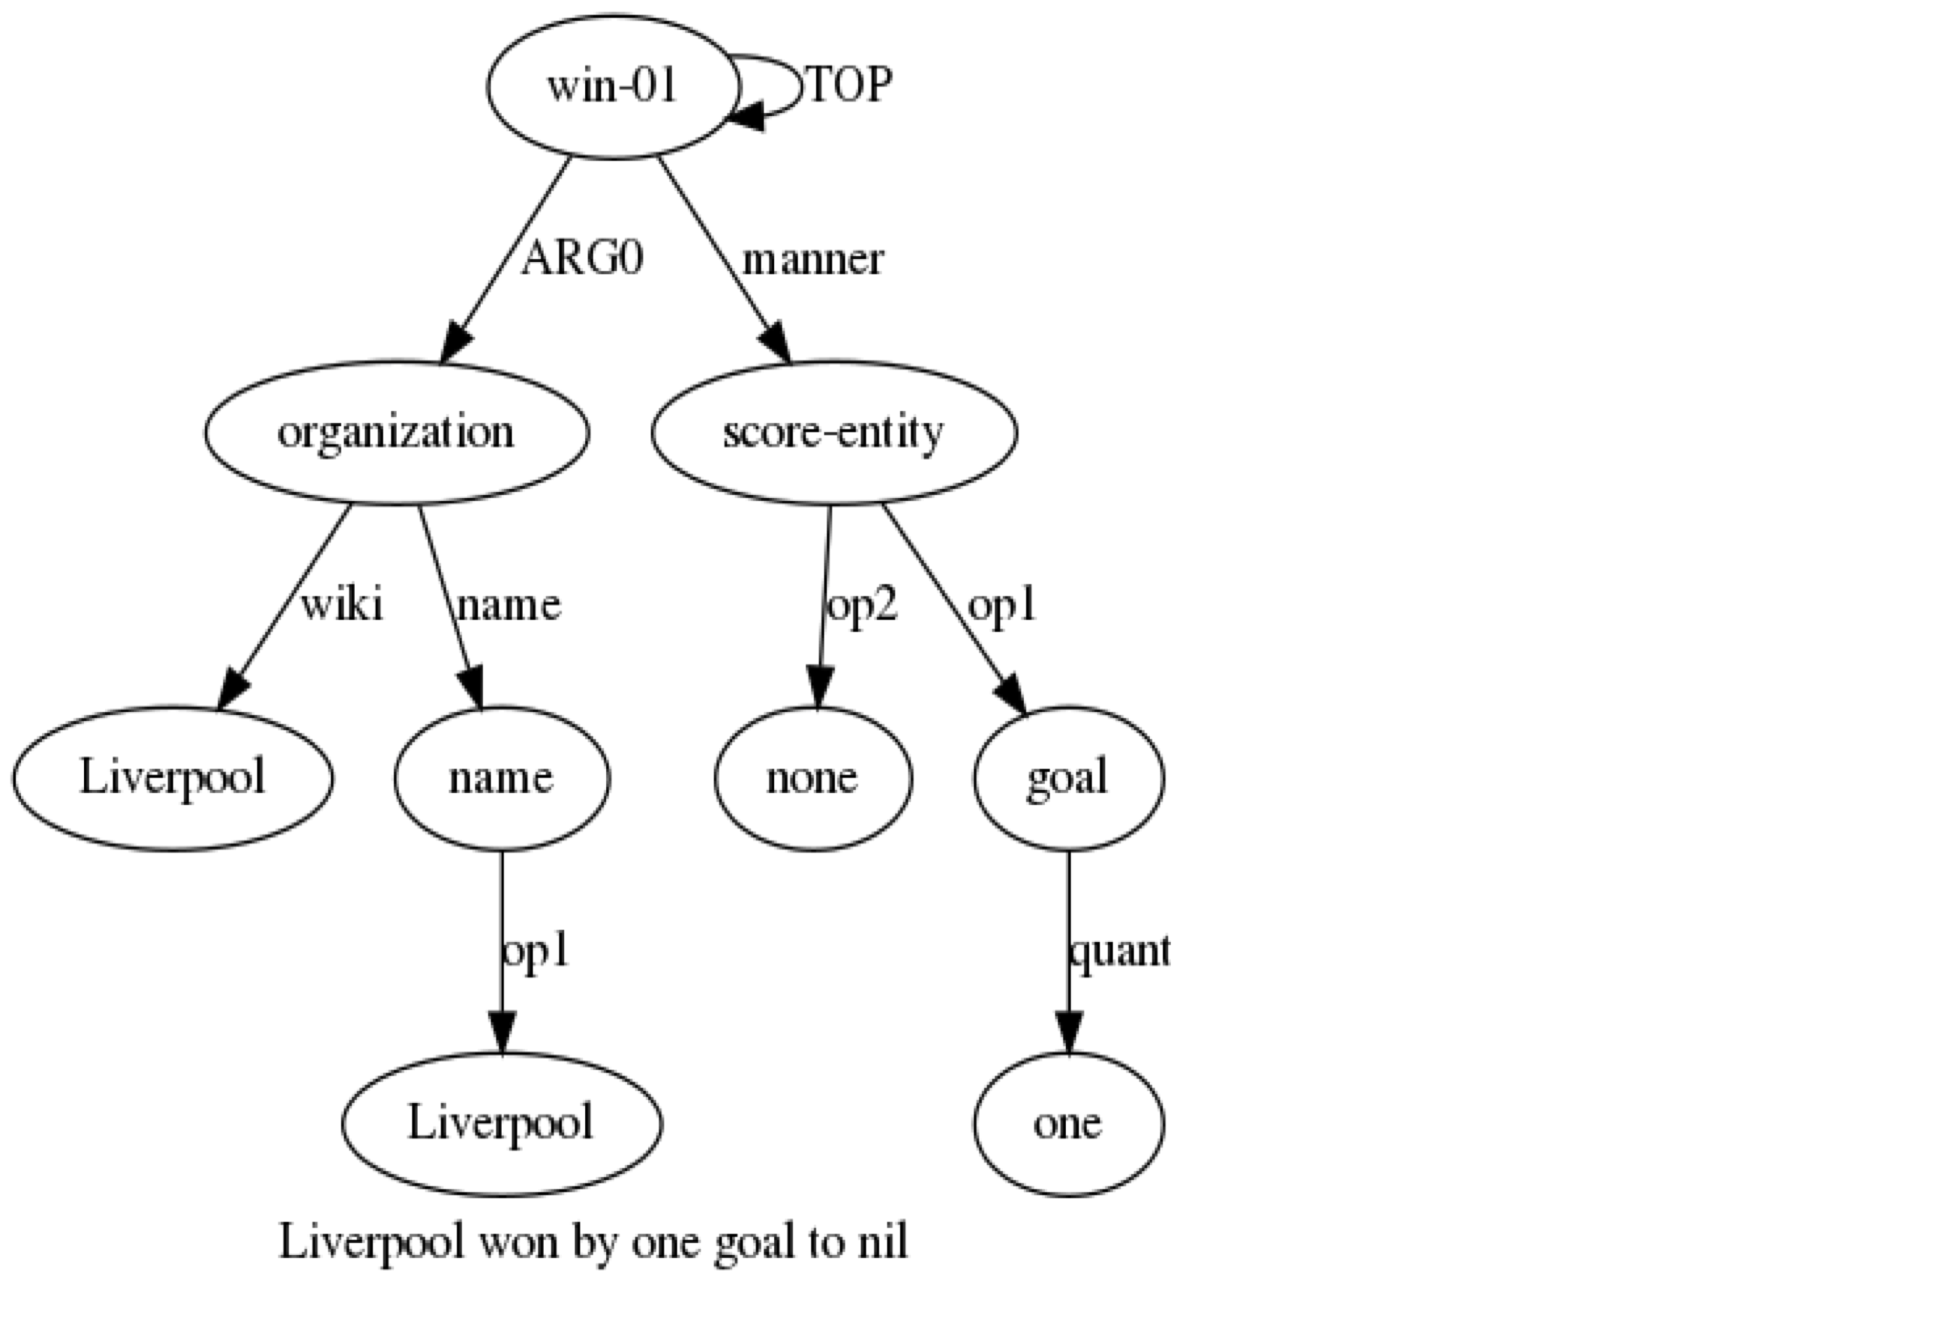 win-01
TOP
ARG0
manner
organization
score-entity
wiki
name
op2
op1
Liverpool
name
none
goal
op1
quant
Liverpool
one
Liverpool won by one goal to nil